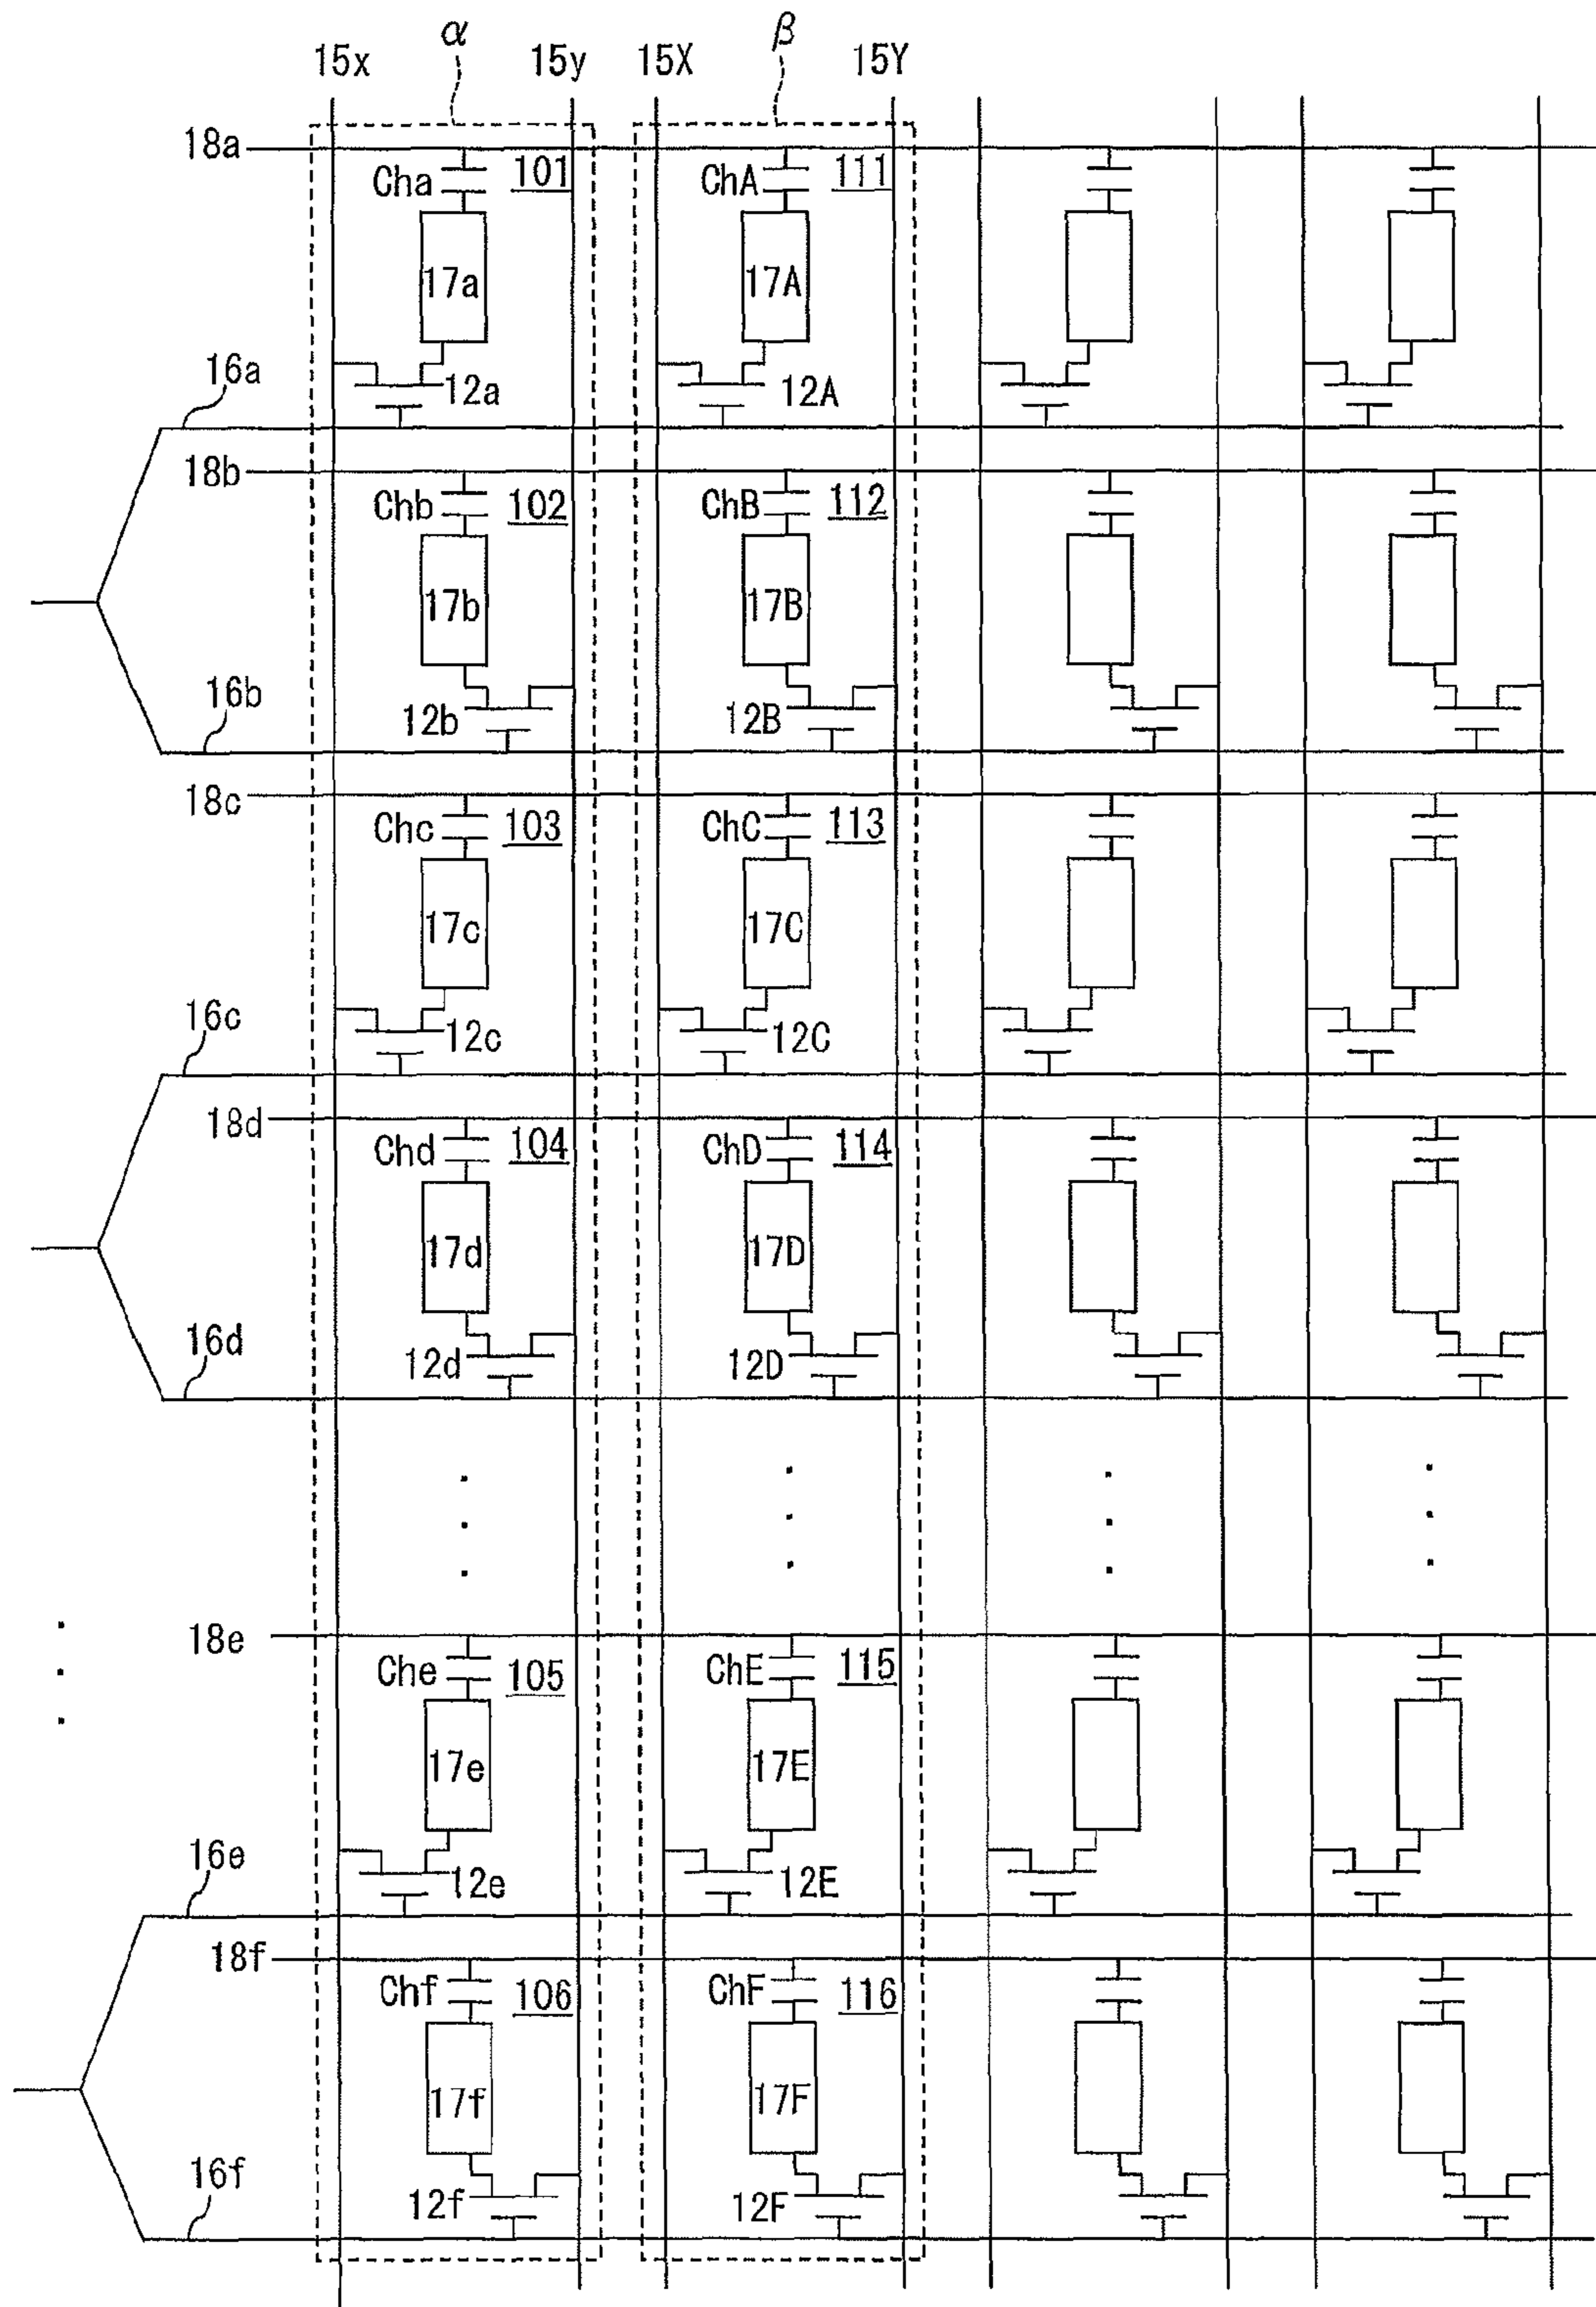 α β
15x 15y 15X 15Y
18a
Cha 101 ChA 111
17a 17A
16a
12a 12A
18b
Chb 102 ChB 112
17b 17B
16b
12b 12B
18c
Chc 103 ChC 113
17c 17C
16c
12c 12C
18d
Chd 104 ChD 114
17d 17D
16d
12d 12D
18e
Che 105 ChE 115
17e 17E
16e
12e 12E
18f
Chf 106 ChF 116
17f 17F
16f
12f 12F